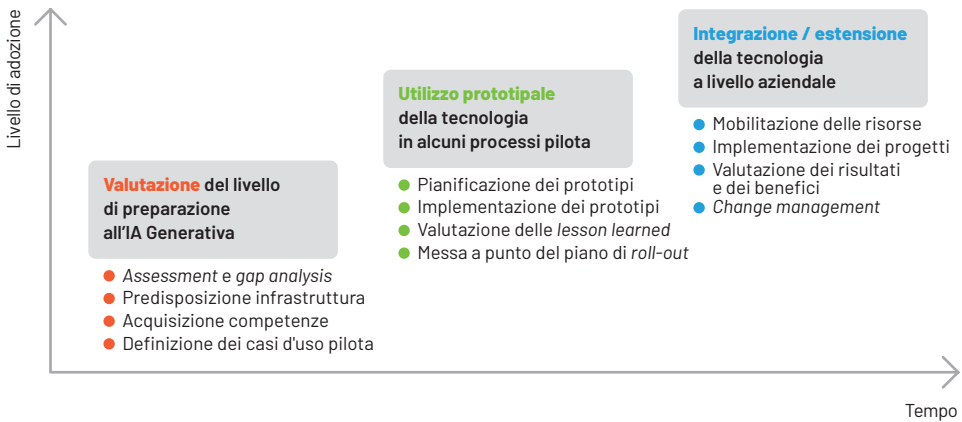 Livello di adozione
Valutazione del livello
di preparazione
all'IA Generativa
Assessment e gap analysis
Predisposizione infrastruttura
Acquisizione competenze
Definizione dei casi d'uso pilota
Utilizzo prototipale
della tecnologia
in alcuni processi pilota
Pianificazione dei prototipi
Implementazione dei prototipi
Valutazione delle lesson learned
Messa a punto del piano di roll-out
Integrazione / estensione
della tecnologia
a livello aziendale
Mobilitazione delle risorse
Implementazione dei progetti
Valutazione dei risultati
e dei benefici
Change management
Tempo